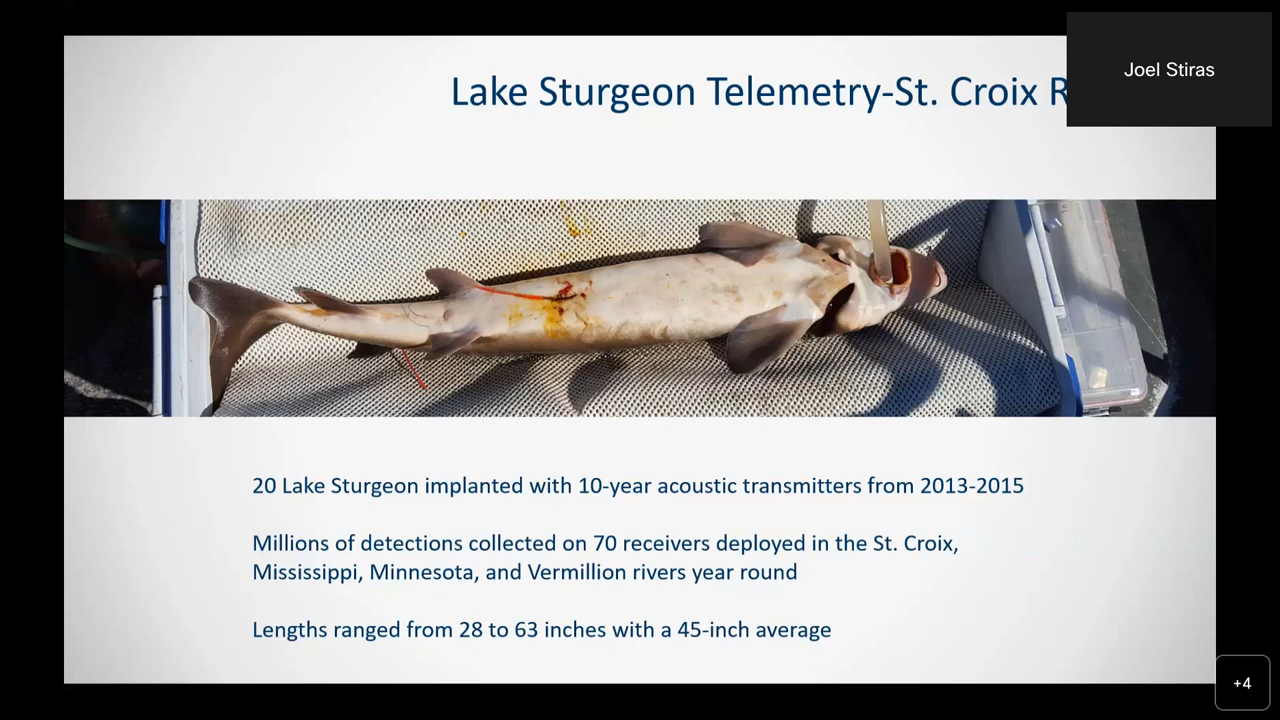 Lake Sturgeon Telemetry-St. Croix
Joel Stiras
20 Lake Sturgeon implanted with 10-year acoustic transmitters from 2013-2015
Millions of detections collected on 70 receivers deployed in the St. Croix,
Mississippi, Minnesota, and Vermillion rivers year round
Lengths ranged from 28 to 63 inches with a 45-inch average
+4